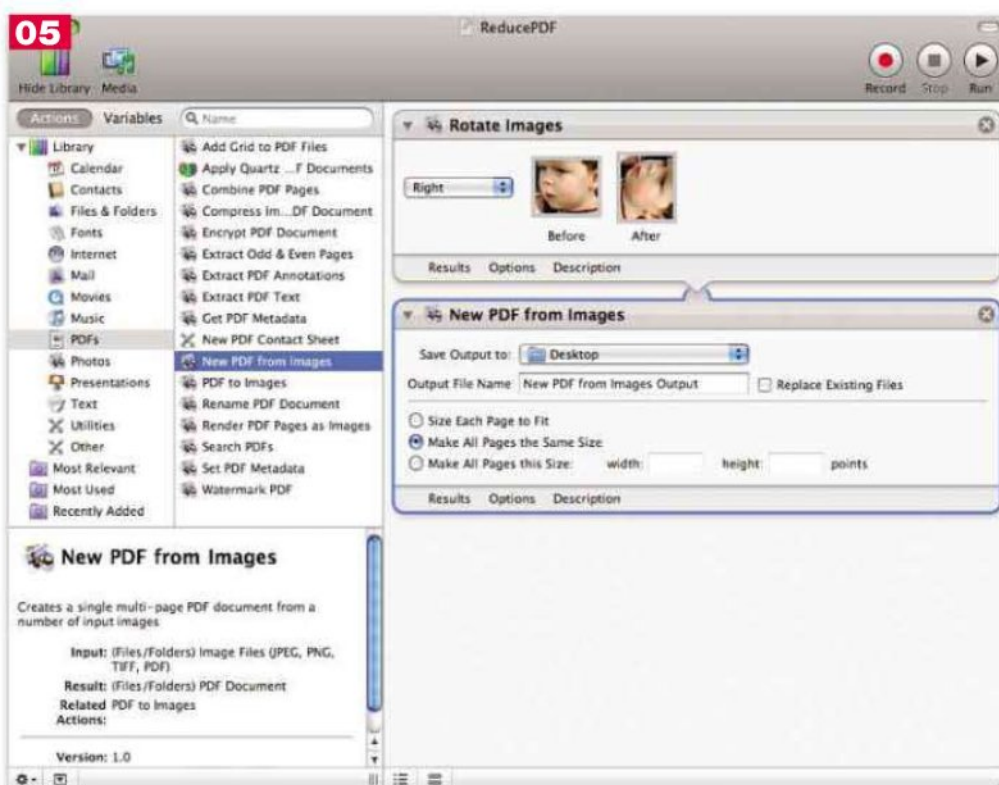 05
ReducePDF
Hide Library Media
Record Stop Run
Actions Variables
Name
Library
Calendar
Contacts
Files & Folders
Fonts
Internet
Mail
Movies
Music
PDFs
Photos
Presentations
Text
Utilities
Other
Most Relevant
Most Used
Recently Added
Add Grid to PDF Files
Apply Quartz ...F Documents
Combine PDF Pages
Compress Im...DF Document
Encrypt PDF Document
Extract Odd & Even Pages
Extract PDF Annotations
Extract PDF Text
Get PDF Metadata
New PDF Contact Sheet
New PDF from Images
PDF to Images
Rename PDF Document
Render PDF Pages as Images
Search PDFs
Set PDF Metadata
Watermark PDF
New PDF from Images
Creates a single multi-page PDF document from a
number of input images
Input: (Files/Folders) Image Files (JPEG, PNG,
TIFF, PDF)
Result: (Files/Folders) PDF Document
Related PDF to Images
Actions:
Version: 1.0
Rotate Images
Right
Before After
Results Options Description
New PDF from Images
Save Output to: Desktop
Output File Name New PDF from Images Output Replace Existing Files
Size Each Page to Fit
Make All Pages the Same Size
Make All Pages this Size: width: height: points
Results Options Description